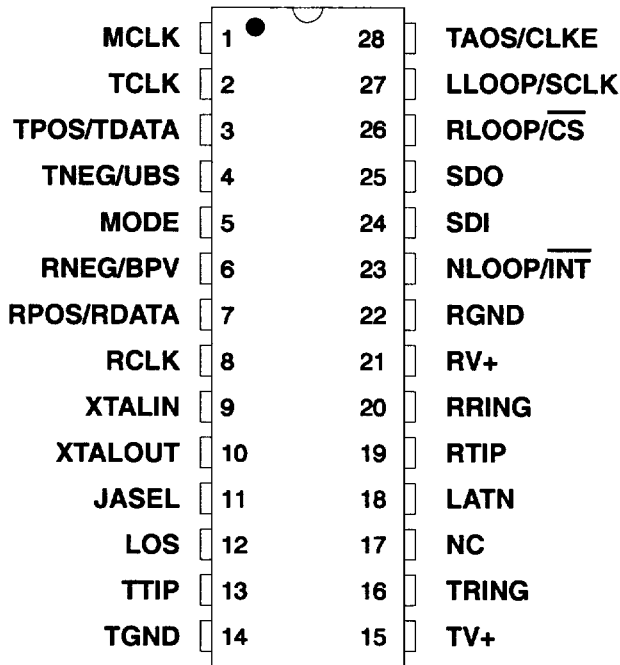 MCLK 1 28 TAOS/CLKE
TCLK 2 27 LLOOP/SCLK
TPOS/TDATA 3 26 RLOOP/C̅S̅
TNEG/UBS 4 25 SDO
MODE 5 24 SDI
RNEG/BPV 6 23 NLOOP/I̅N̅T̅
RPOS/RDATA 7 22 RGND
RCLK 8 21 RV+
XTALIN 9 20 RRING
XTALOUT 10 19 RTIP
JASEL 11 18 LATN
LOS 12 17 NC
TTIP 13 16 TRING
TGND 14 15 TV+